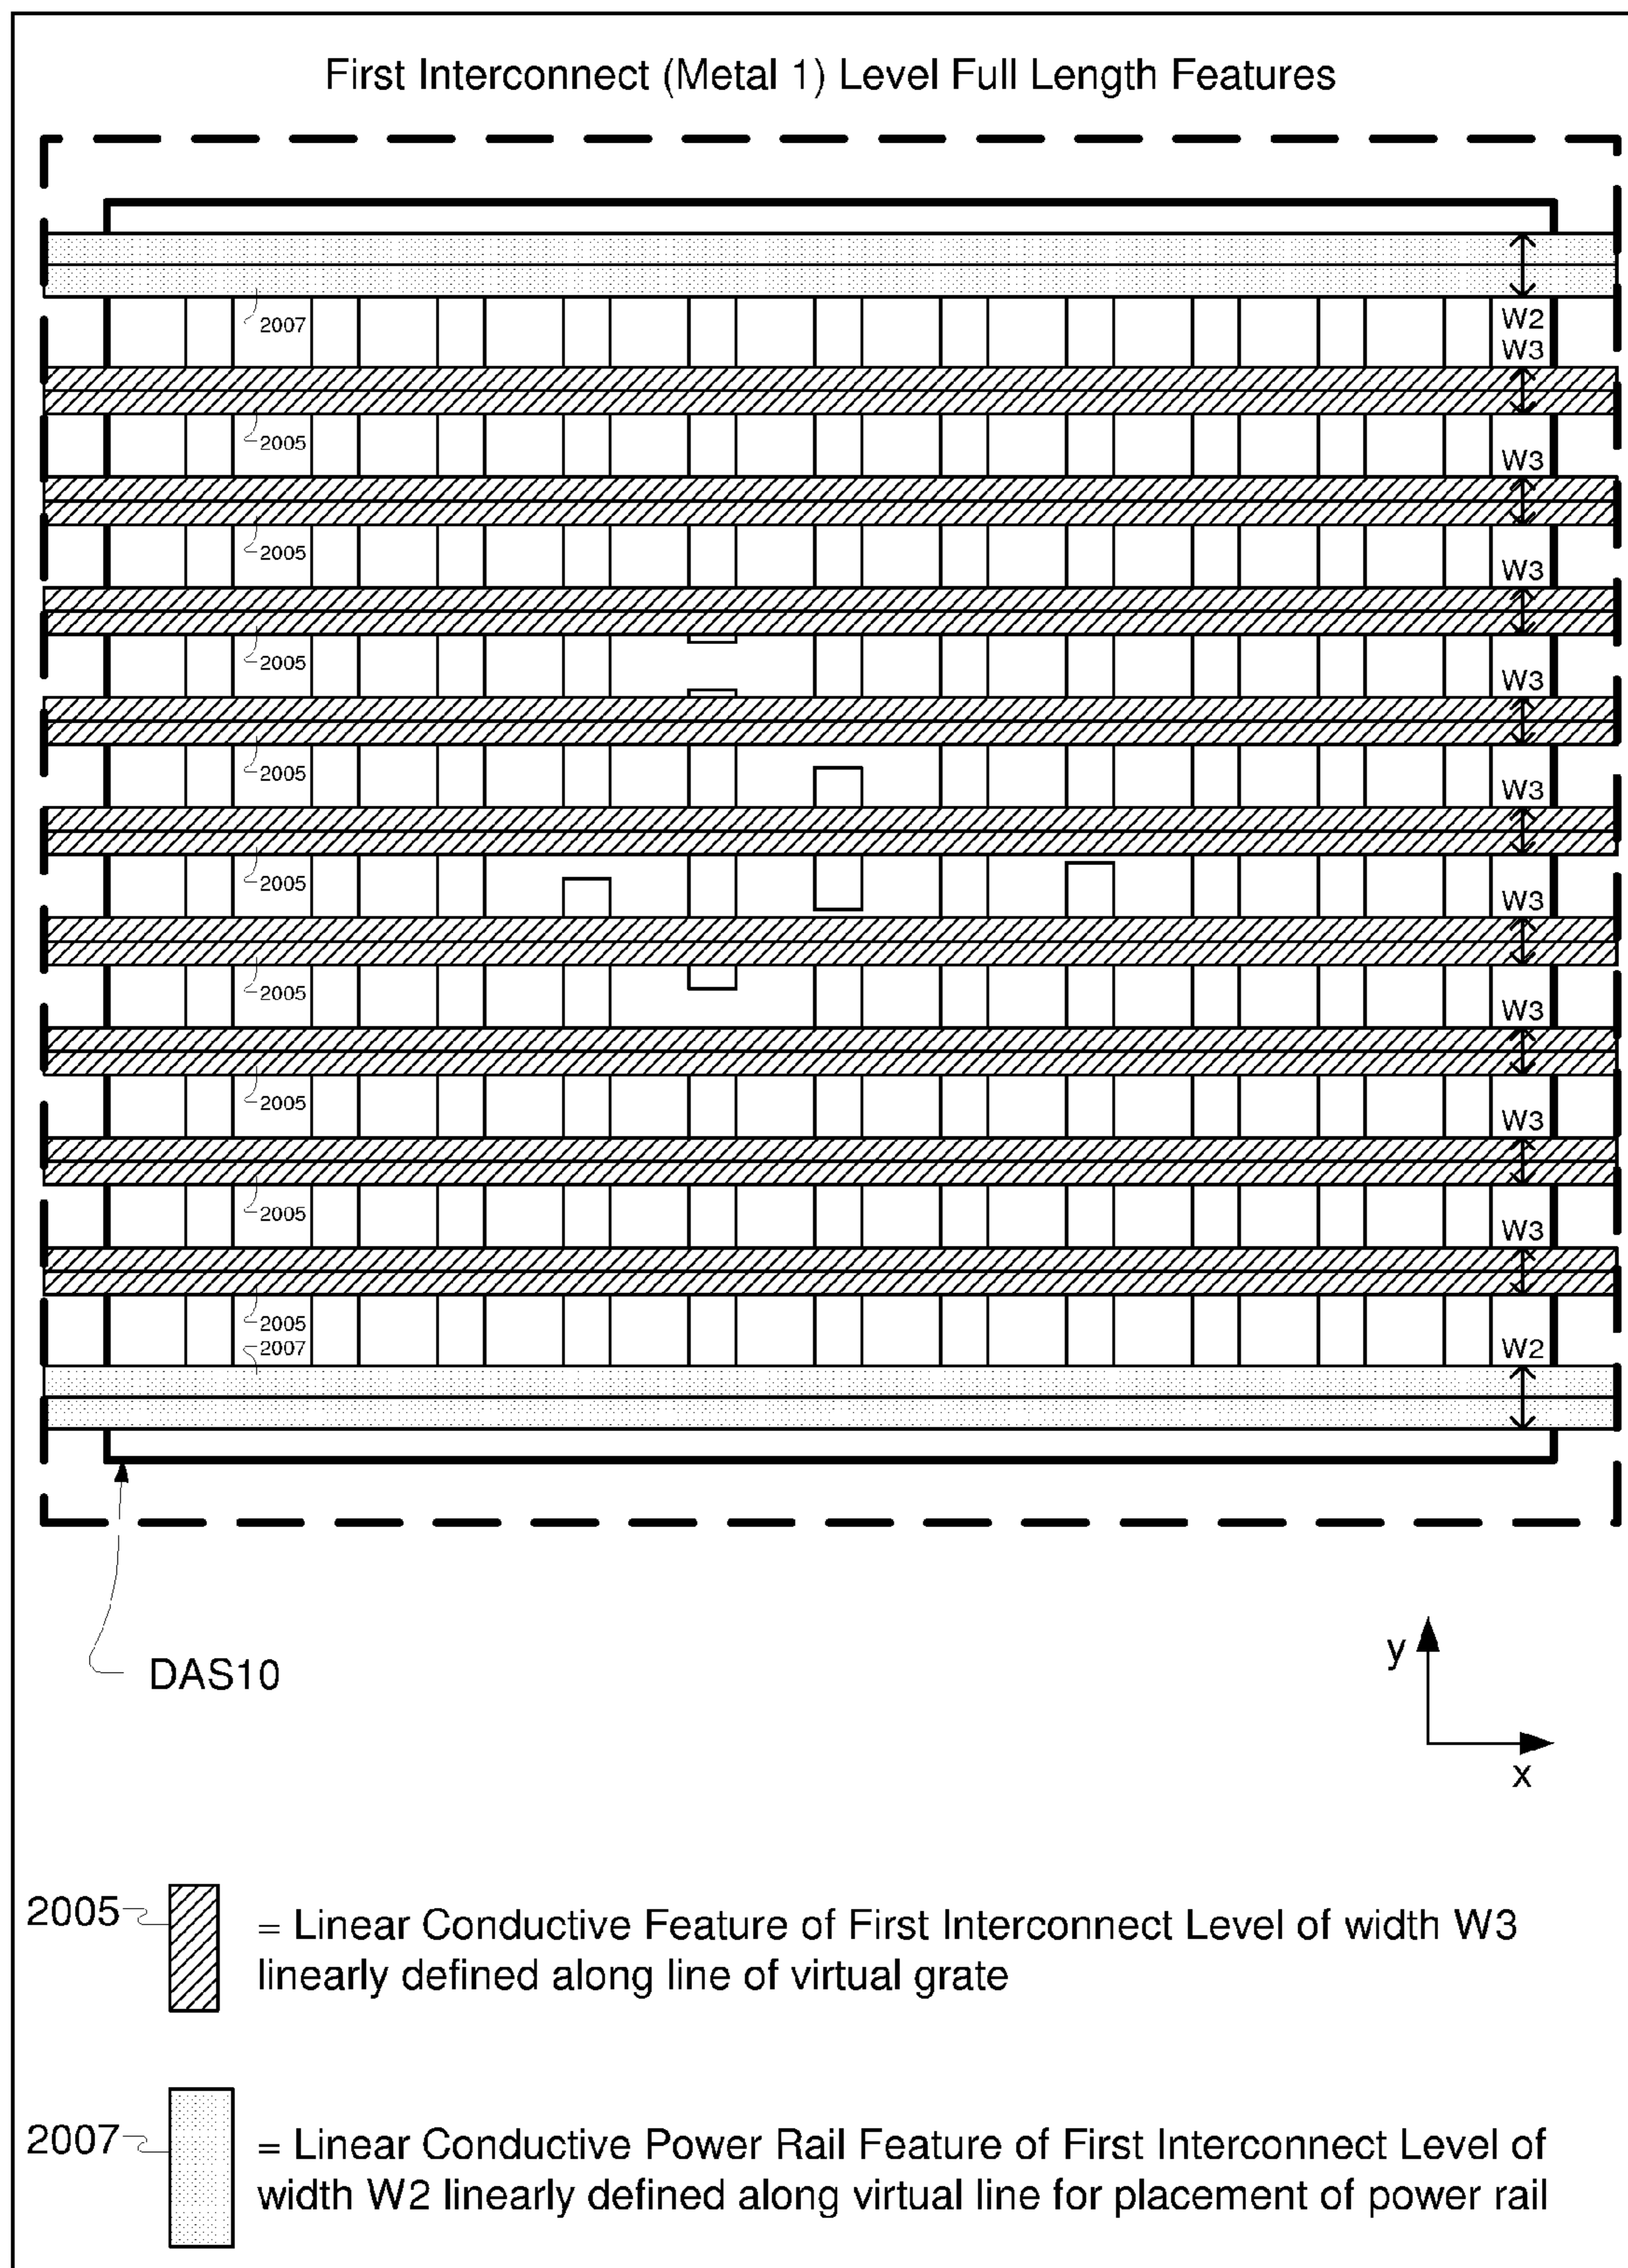 First Interconnect (Metal 1) Level Full Length Features
2007
W2
W3
2005
W3
2005
W3
2005
W3
2005
W3
2005
W3
2005
W3
2005
W3
2005
W3
2005
2007
W2
DAS10
y
x
2005
= Linear Conductive Feature of First Interconnect Level of width W3
linearly defined along line of virtual grate
2007
= Linear Conductive Power Rail Feature of First Interconnect Level of
width W2 linearly defined along virtual line for placement of power rail